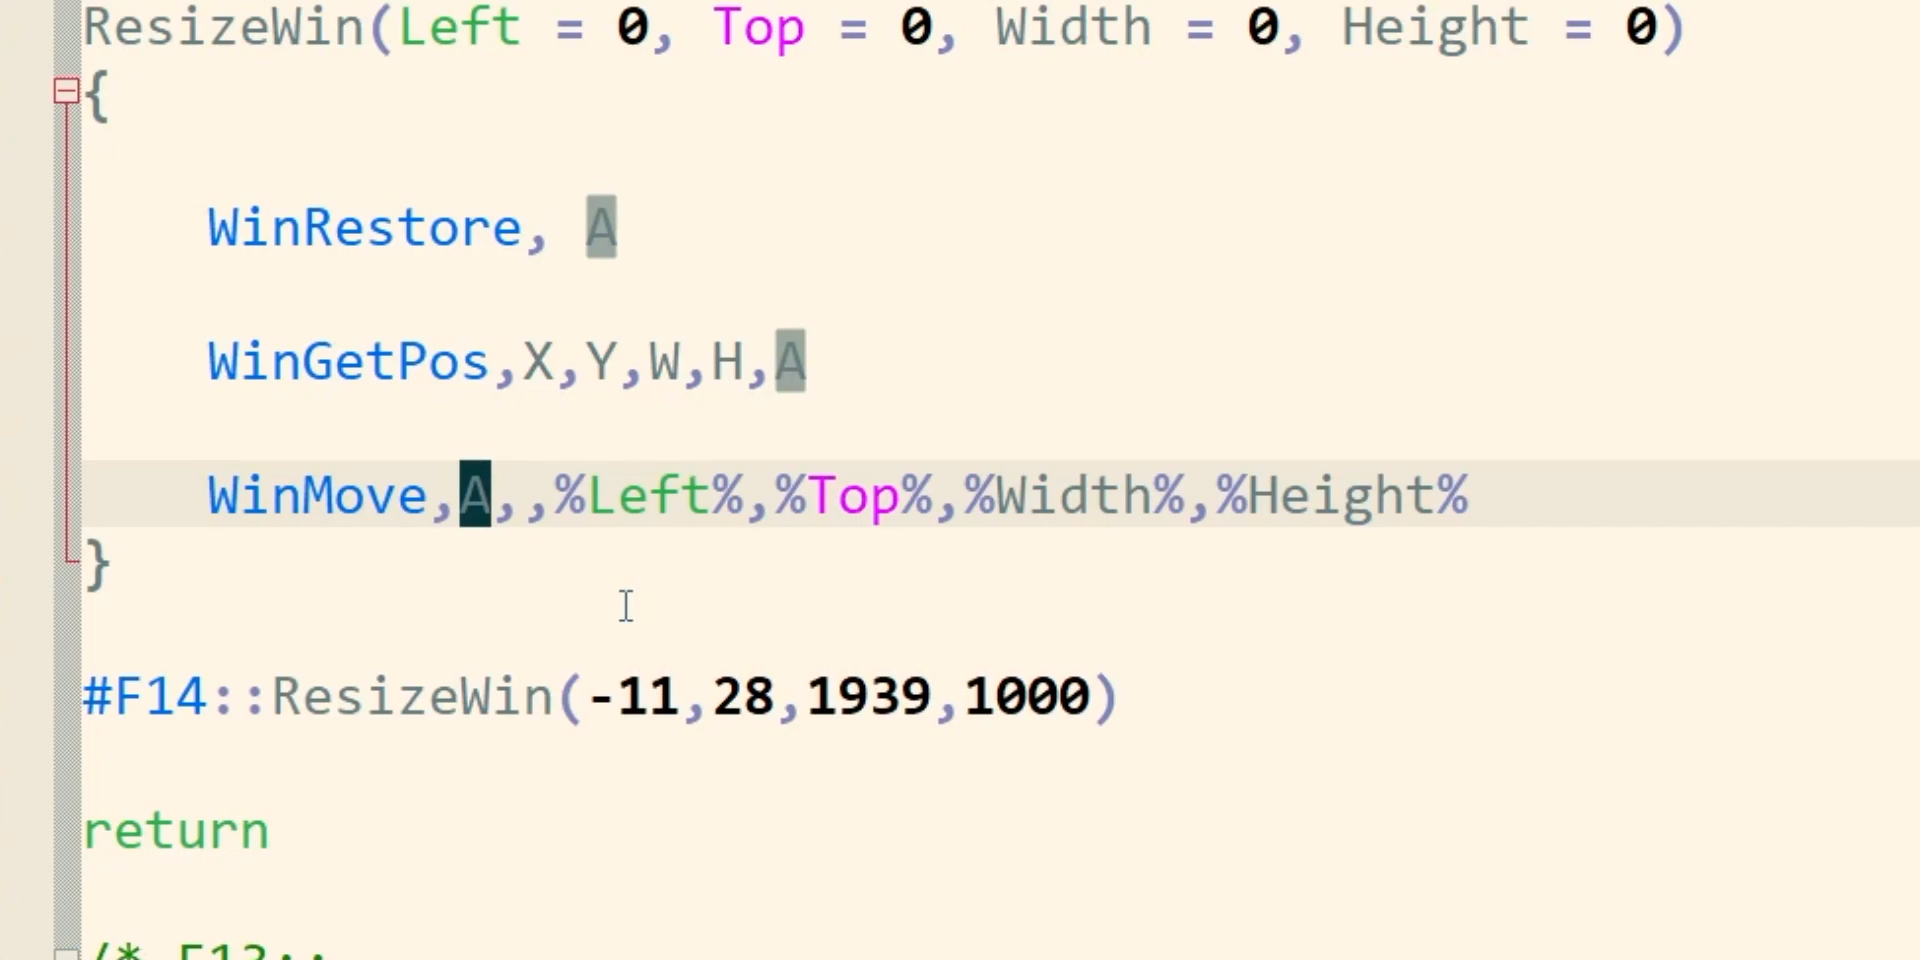 ResizeWin(Left = 0, Top = 0, Width = 0, Height = 0)
{
WinRestore, A
WinGetPos,X,Y,W,H,A
WinMove,A,,%Left%,%Top%,%Width%,%Height%
}
#F14::ResizeWin(-11,28,1939,1000)
return
/* F13::